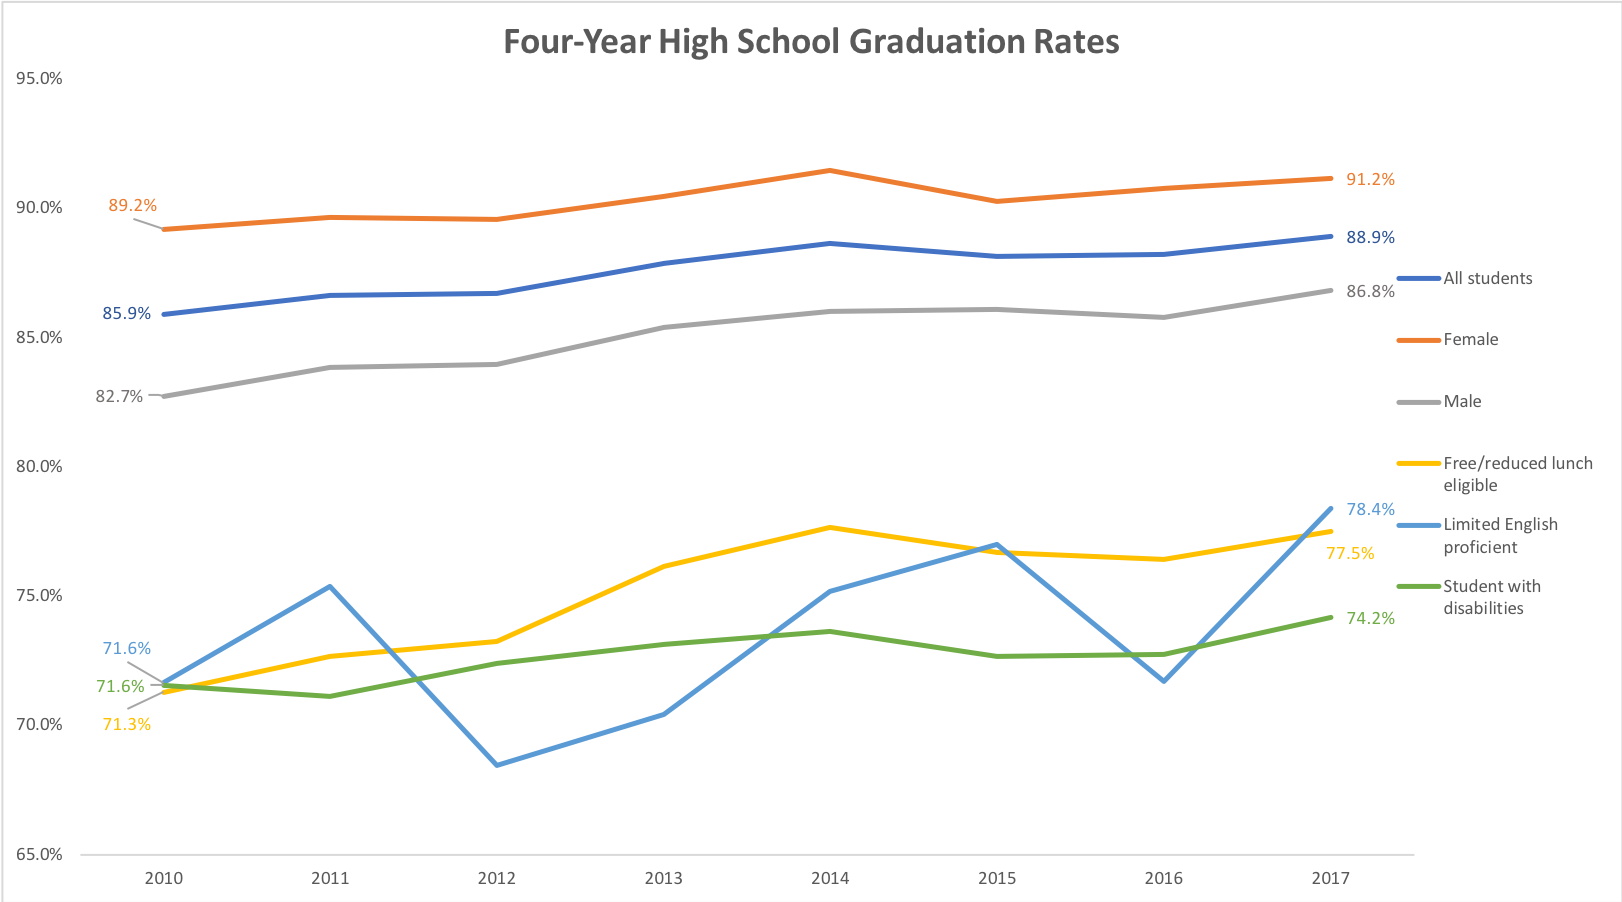 Four-Year High School Graduation Rates
95.0%
90.0%
85.0%
80.0%
75.0%
70.0%
65.0%
89.2%
85.9%
82.7%
71.6%
71.6%
71.3%
91.2%
88.9%
86.8%
78.4%
77.5%
74.2%
All students
Female
Male
Free/reduced lunch
eligible
Limited English
proficient
Student with
disabilities
2010 2011 2012 2013 2014 2015 2016 2017